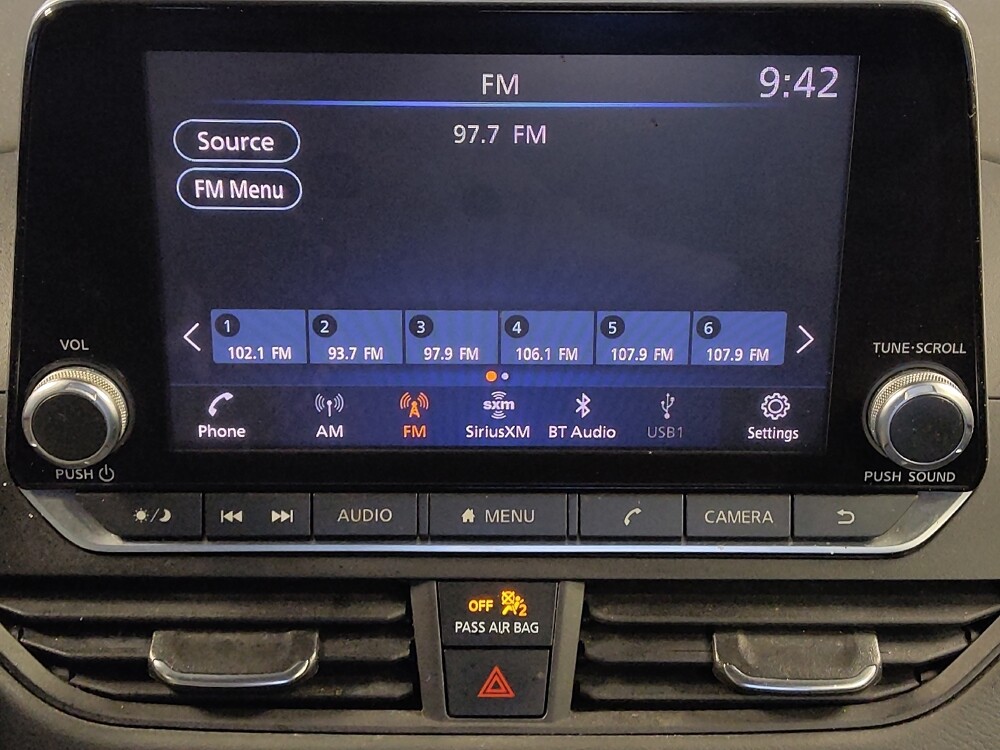 FM
9:42
Source
97.7 FM
FM Menu
1 2 3 4 5 6
102.1 FM 93.7 FM 97.9 FM 106.1 FM 107.9 FM 107.9 FM
VOL
TUNE·SCROLL
sxm
Phone AM FM SiriusXM BT Audio USB1 Settings
PUSH
PUSH SOUND
AUDIO MENU CAMERA
OFF 2
PASS AIR BAG